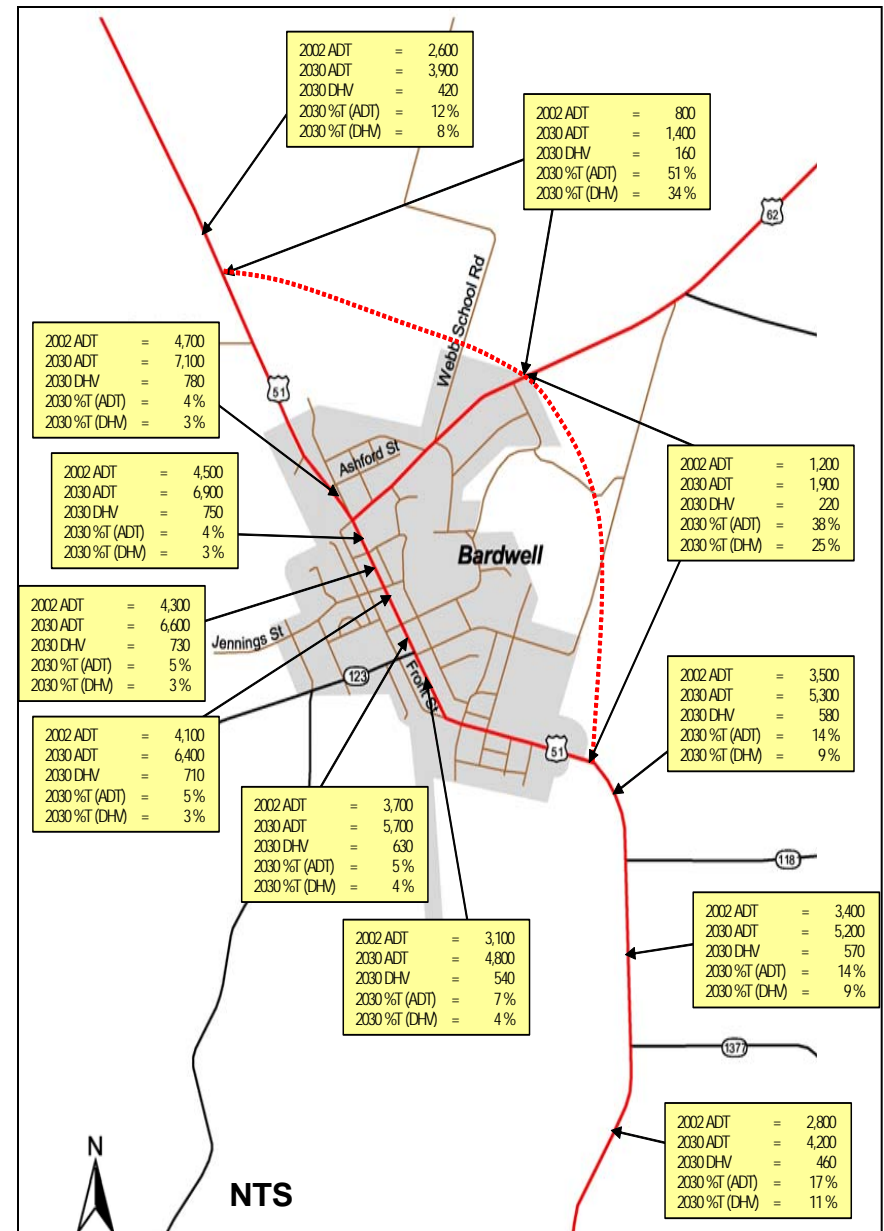 2002 ADT = 2,600
2030 ADT = 3,900
2030 DHV = 420
2030 %T (ADT) = 12 %
2030 %T (DHV) = 8 %
2002 ADT = 800
2030 ADT = 1,400
2030 DHV = 160
2030 %T (ADT) = 51 %
2030 %T (DHV) = 34 %
62
Webb School Rd
2002 ADT = 4,700
2030 ADT = 7,100
2030 DHV = 780
2030 %T (ADT) = 4 %
2030 %T (DHV) = 3 %
51
Ashford St
2002 ADT = 4,500
2030 ADT = 6,900
2030 DHV = 750
2030 %T (ADT) = 4 %
2030 %T (DHV) = 3 %
2002 ADT = 1,200
2030 ADT = 1,900
2030 DHV = 220
2030 %T (ADT) = 38 %
2030 %T (DHV) = 25 %
Bardwell
2002 ADT = 4,300
2030 ADT = 6,600
2030 DHV = 730
2030 %T (ADT) = 5 %
2030 %T (DHV) = 3 %
Jennings St
123
Front St
2002 ADT = 3,500
2030 ADT = 5,300
2030 DHV = 580
2030 %T (ADT) = 14 %
2030 %T (DHV) = 9 %
2002 ADT = 4,100
2030 ADT = 6,400
2030 DHV = 710
2030 %T (ADT) = 5 %
2030 %T (DHV) = 3 %
51
2002 ADT = 3,700
2030 ADT = 5,700
2030 DHV = 630
2030 %T (ADT) = 5 %
2030 %T (DHV) = 4 %
118
2002 ADT = 3,400
2030 ADT = 5,200
2030 DHV = 570
2030 %T (ADT) = 14 %
2030 %T (DHV) = 9 %
2002 ADT = 3,100
2030 ADT = 4,800
2030 DHV = 540
2030 %T (ADT) = 7 %
2030 %T (DHV) = 4 %
1377
2002 ADT = 2,800
2030 ADT = 4,200
2030 DHV = 460
2030 %T (ADT) = 17 %
2030 %T (DHV) = 11 %
N
NTS